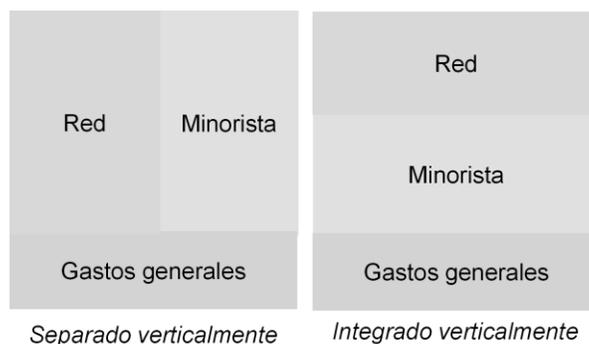 Red
Minorista
Gastos generales
Separado verticalmente
Red
Minorista
Gastos generales
Integrado verticalmente